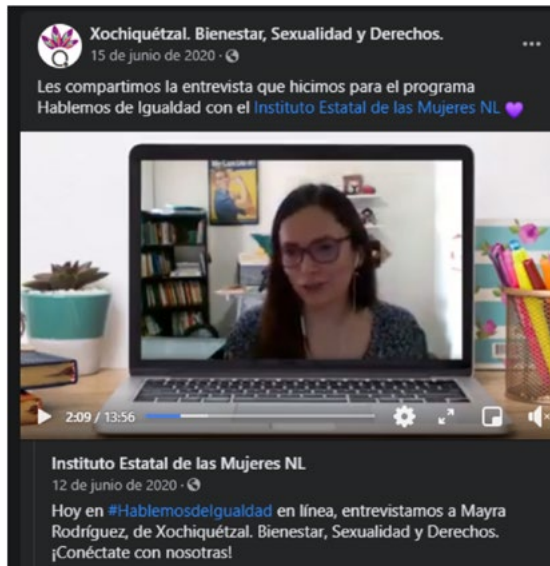 Xochiquétzal. Bienestar, Sexualidad y Derechos.
15 de junio de 2020 ·
Les compartimos la entrevista que hicimos para el programa
Hablemos de Igualdad con el Instituto Estatal de las Mujeres NL 💜
2:09 / 13:56
Instituto Estatal de las Mujeres NL
12 de junio de 2020 ·
Hoy en #HablemosdeIgualdad en línea, entrevistamos a Mayra
Rodríguez, de Xochiquétzal. Bienestar, Sexualidad y Derechos.
¡Conéctate con nosotras!